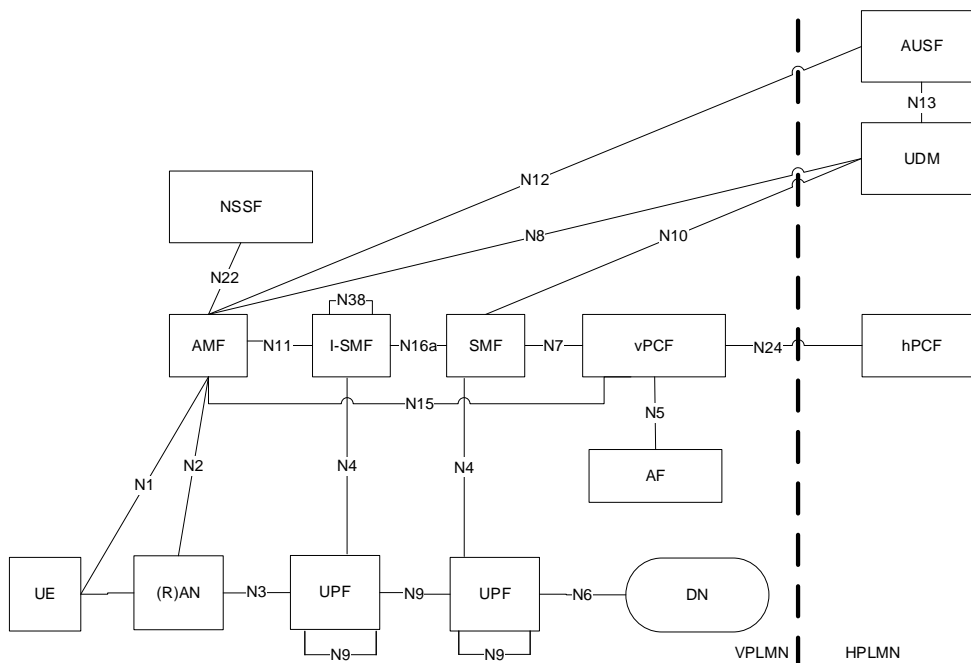 AUSF
N13
UDM
N12
NSSF
N8
N10
N22
N38
AMF
N11
I-SMF
N16a
SMF
N7
vPCF
N24
hPCF
N15
N5
N2
N4
N4
AF
N1
UE
(R)AN
N3
UPF
N9
UPF
N6
DN
N9
N9
VPLMN
HPLMN